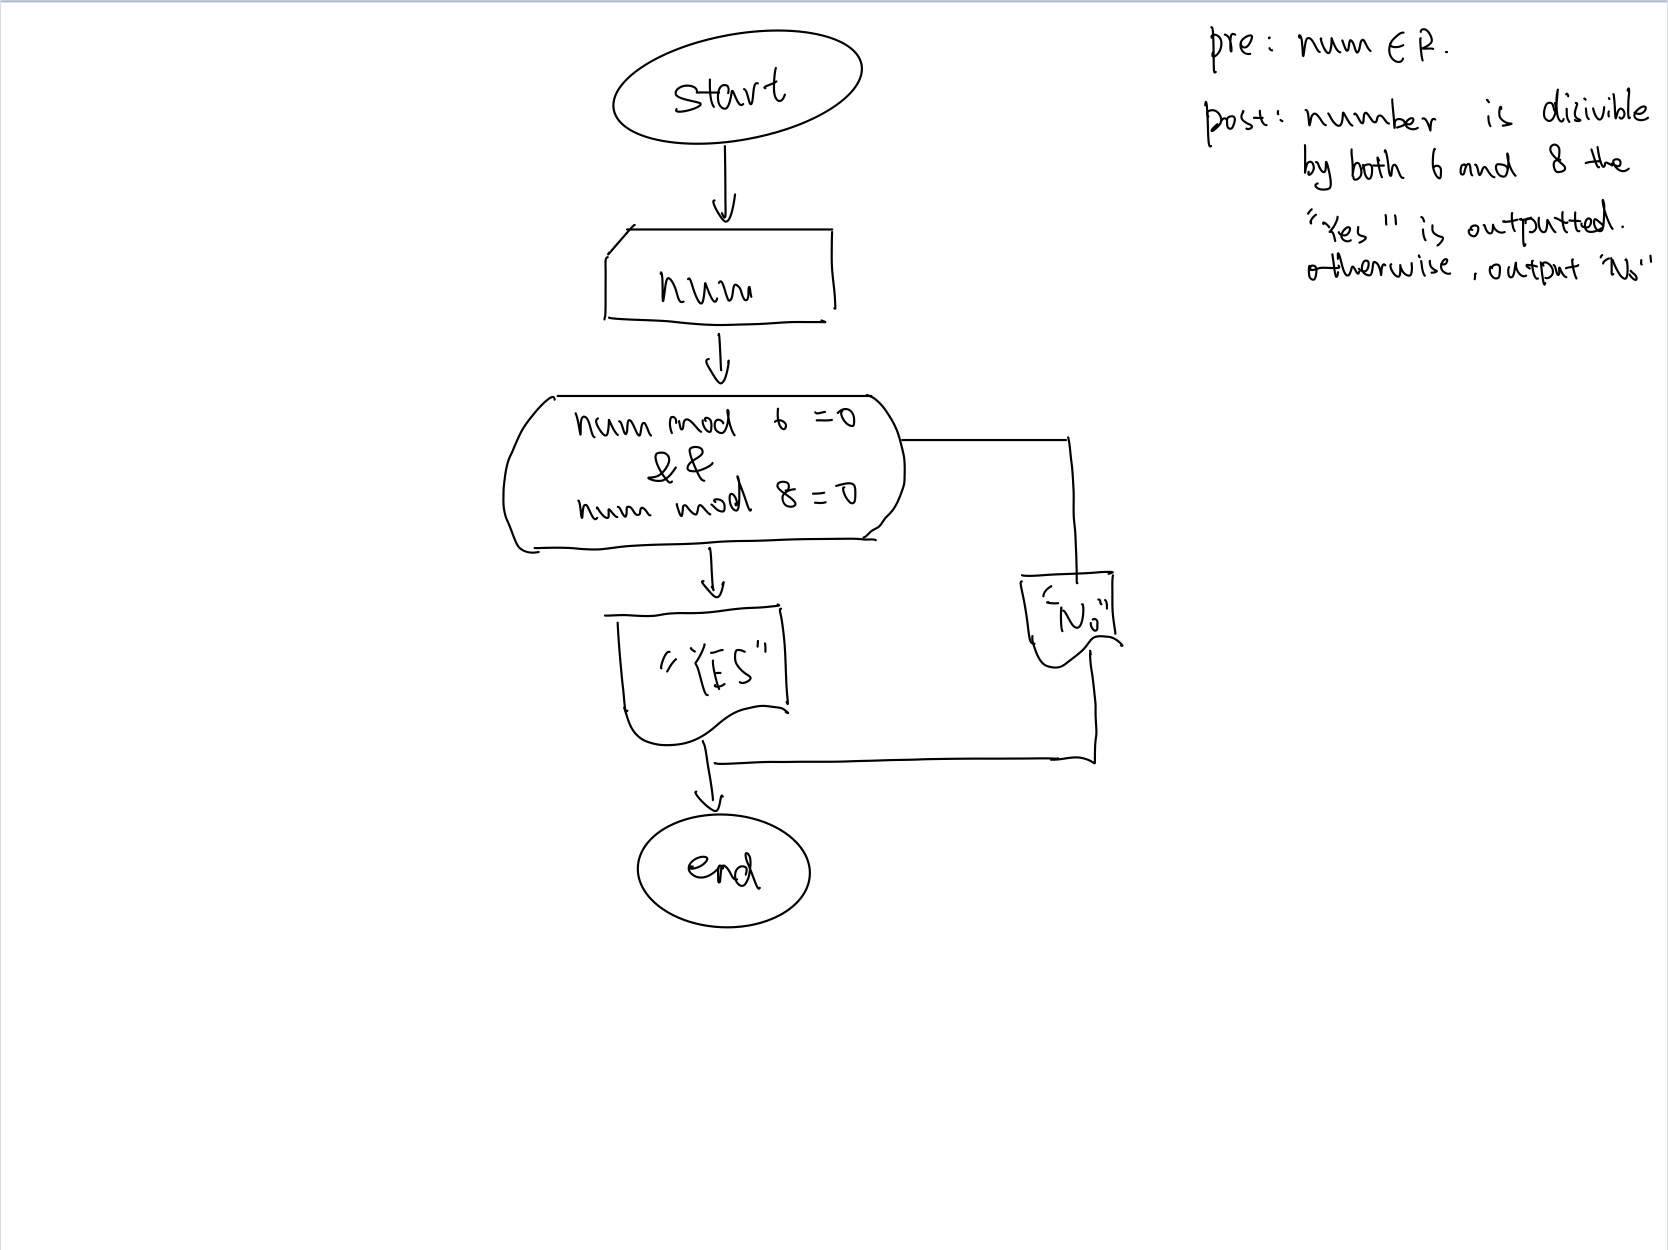 start
pre: num ∈ R.
post: number is disivible
by both 6 and 8 the
"Yes" is outputted.
otherwise, output "No"
num
num mod 6 =0
&&
num mod 8 =0
"No"
"YES"
end